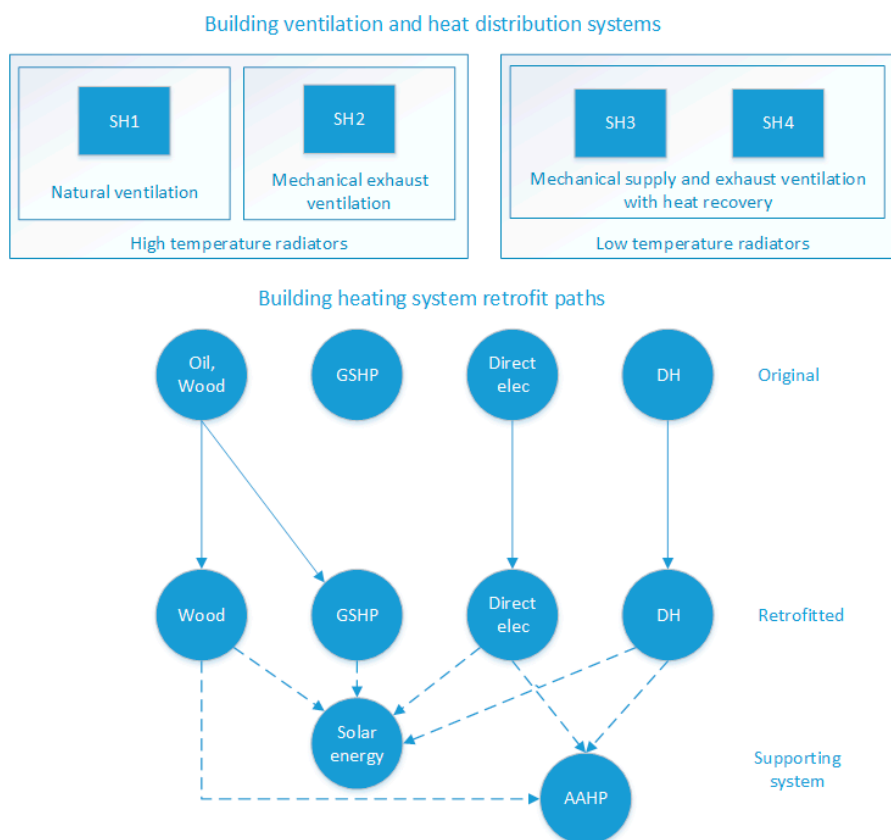 Building ventilation and heat distribution systems
SH1
SH2
SH3
SH4
Natural ventilation
Mechanical exhaust
ventilation
Mechanical supply and exhaust ventilation
with heat recovery
High temperature radiators
Low temperature radiators
Building heating system retrofit paths
Oil,
Wood
GSHP
Direct
elec
DH
Original
Wood
GSHP
Direct
elec
DH
Retrofitted
Solar
energy
AAHP
Supporting
system